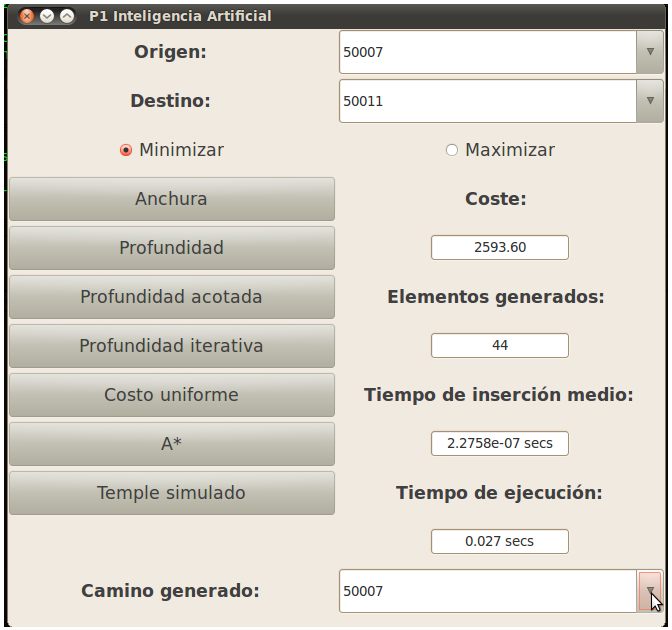 P1 Inteligencia Artificial
Origen: 50007
Destino: 50011
Minimizar Maximizar
Anchura Coste:
Profundidad 2593.60
Profundidad acotada Elementos generados:
Profundidad iterativa 44
Costo uniforme Tiempo de inserción medio:
A* 2.2758e-07 secs
Temple simulado Tiempo de ejecución:
0.027 secs
Camino generado: 50007